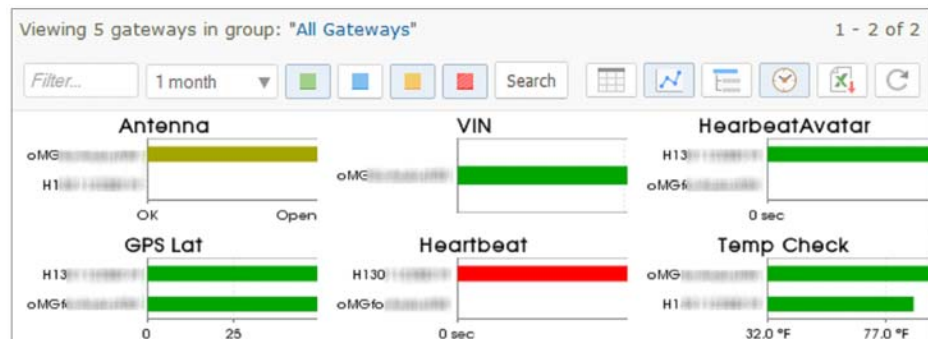 Viewing 5 gateways in group: "All Gateways"
1 - 2 of 2
Filter...
1 month
Search
Antenna
oMG
H1
OK
Open
VIN
oMG
HearbeatAvatar
H13
oMGf
0 sec
GPS Lat
H13
oMGf
0
25
Heartbeat
H130
oMGfo
0 sec
Temp Check
oMG
H1
32.0 °F
77.0 °F